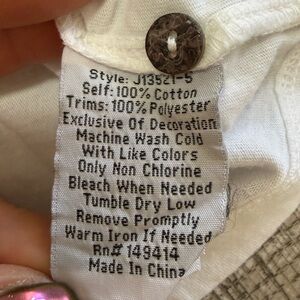 Style: J13521-S
Self: 100% Cotton
Trims: 100% Polyester
Exclusive Of Decoration
Machine Wash Cold
With Like Colors
Only Non Chlorine
Bleach When Needed
Tumble Dry Low
Remove Promptly
Warm Iron If Needed
Rn# 149414
Made In China